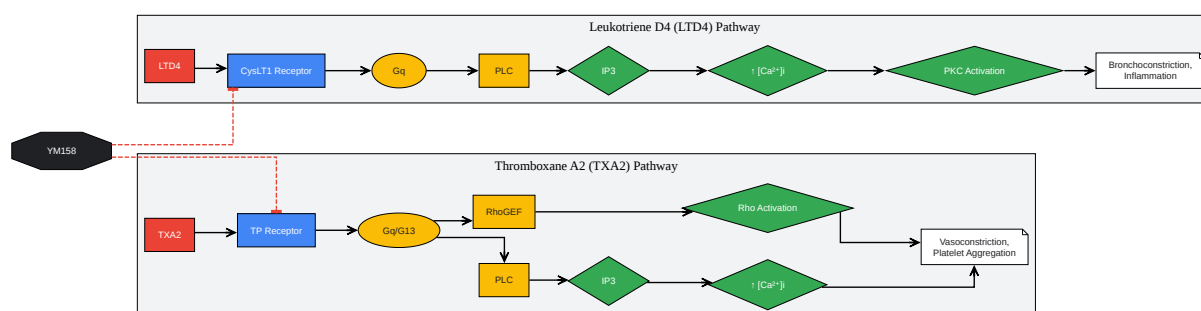 Leukotriene D4 (LTD4) Pathway
LTD4
CysLT1 Receptor
Gq
PLC
IP3
↑ [Ca²⁺]i
PKC Activation
Bronchoconstriction,
Inflammation
YM158
Thromboxane A2 (TXA2) Pathway
TXA2
TP Receptor
Gq/G13
RhoGEF
Rho Activation
PLC
IP3
↑ [Ca²⁺]i
Vasoconstriction,
Platelet Aggregation